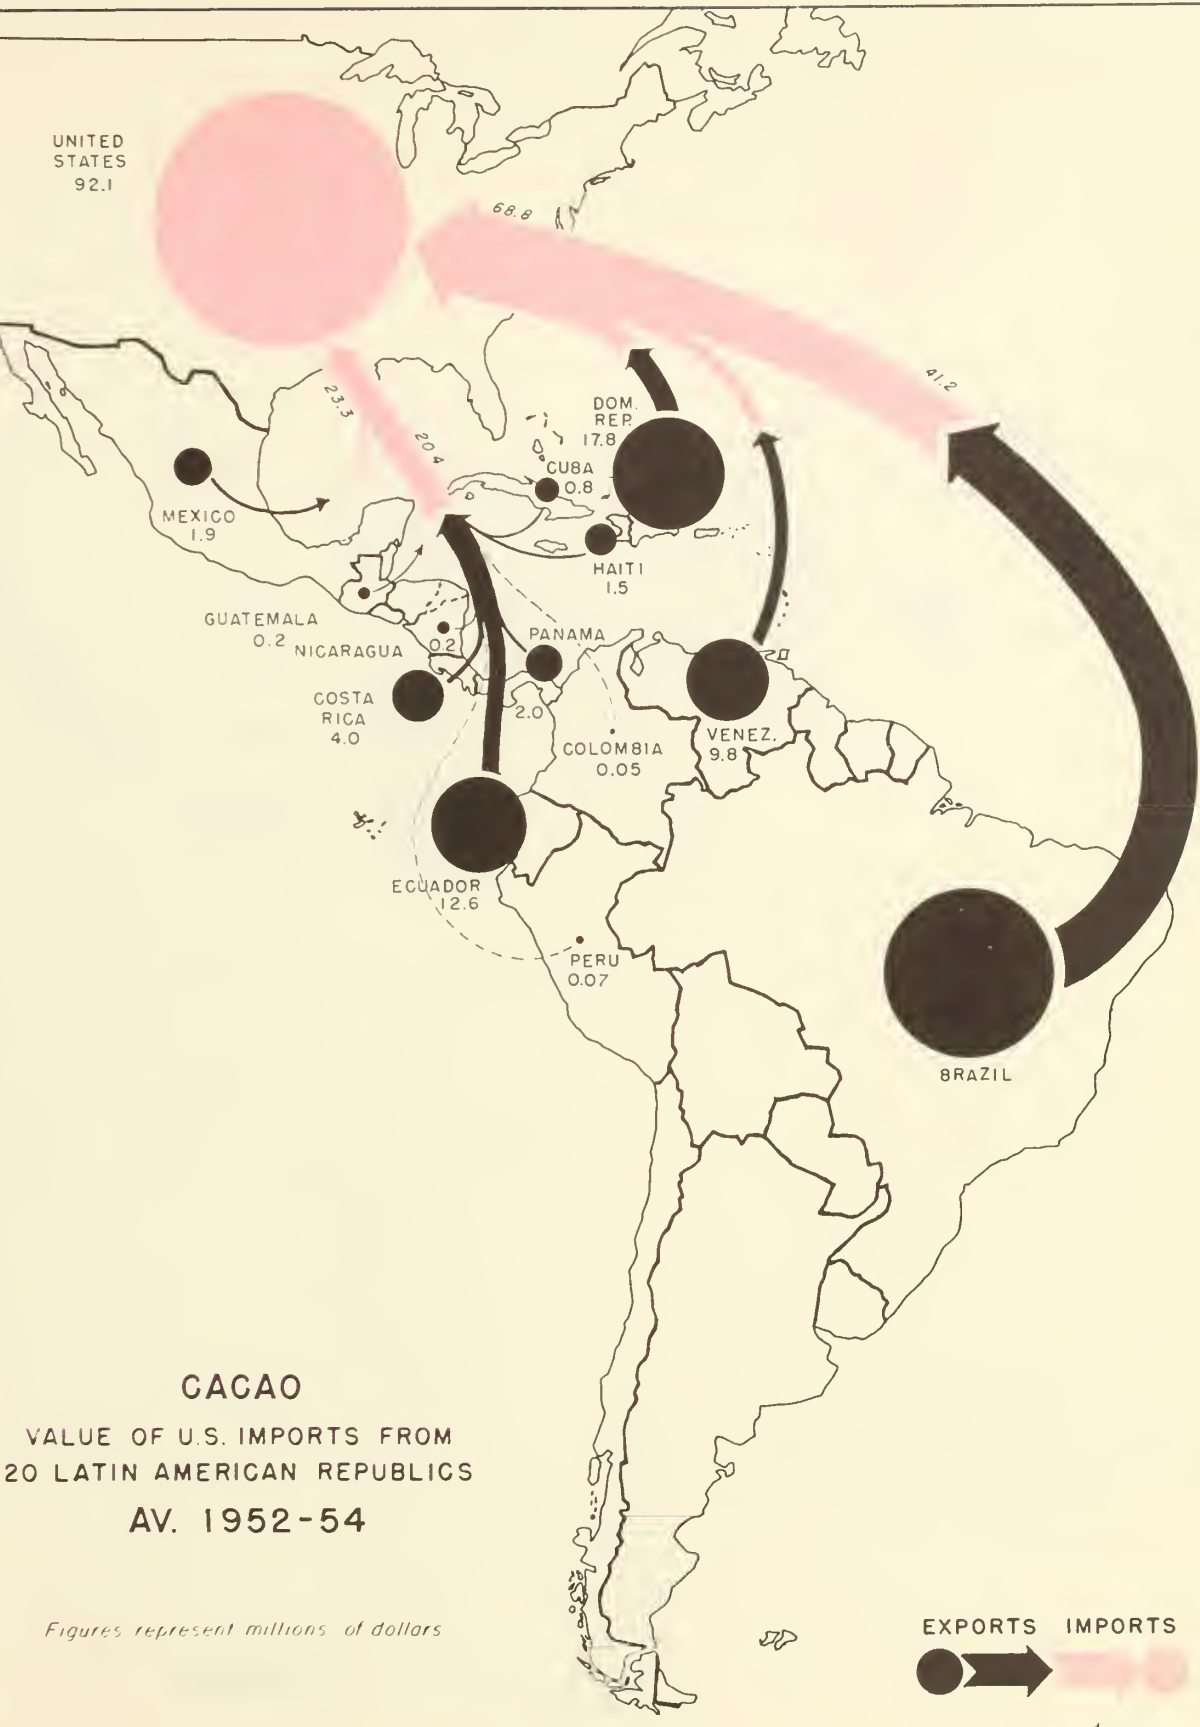 UNITED
STATES
92.1
68.8
41.2
23.3
20.4
DOM.
REP.
17.8
CUBA
0.8
MEXICO
1.9
HAITI
1.5
GUATEMALA
0.2
NICARAGUA
0.2
PANAMA
2.0
COSTA
RICA
4.0
COLOMBIA
0.05
VENEZ.
9.8
ECUADOR
12.6
PERU
0.07
BRAZIL
CACAO
VALUE OF U.S. IMPORTS FROM
20 LATIN AMERICAN REPUBLICS
AV. 1952-54
Figures represent millions of dollars
EXPORTS IMPORTS